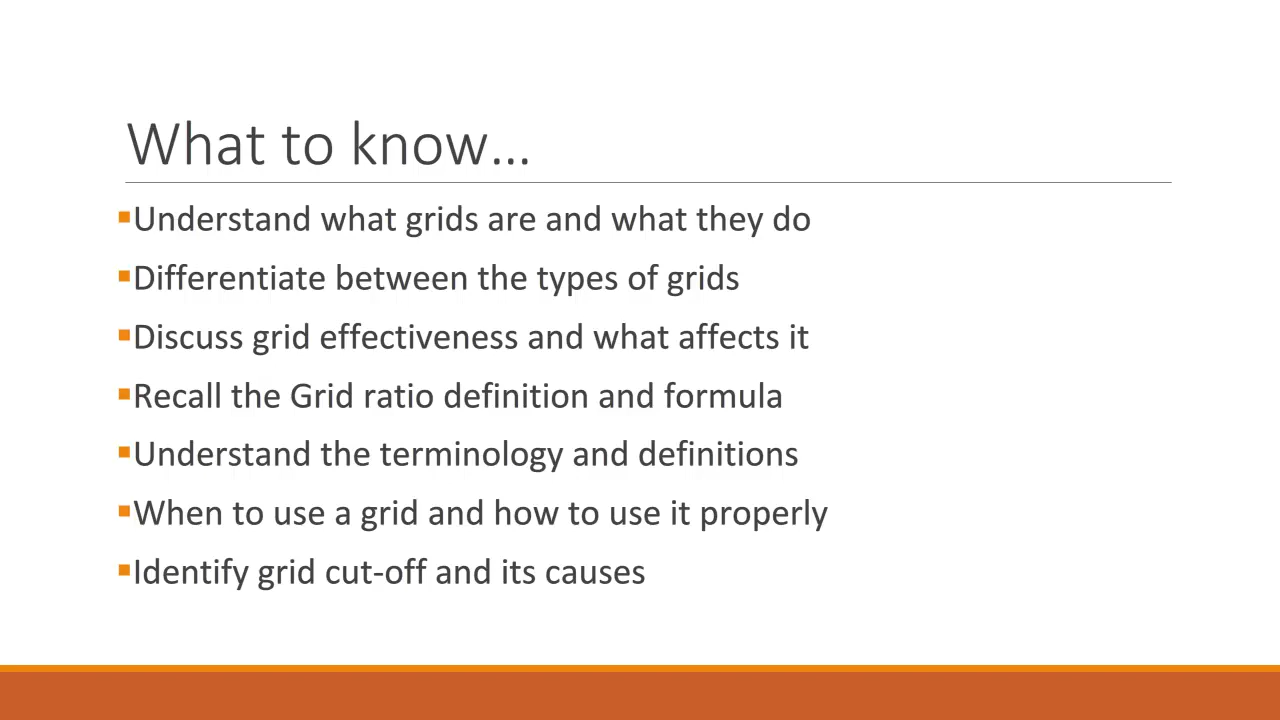 What to know...
▪Understand what grids are and what they do
▪Differentiate between the types of grids
▪Discuss grid effectiveness and what affects it
▪Recall the Grid ratio definition and formula
▪Understand the terminology and definitions
▪When to use a grid and how to use it properly
▪Identify grid cut-off and its causes